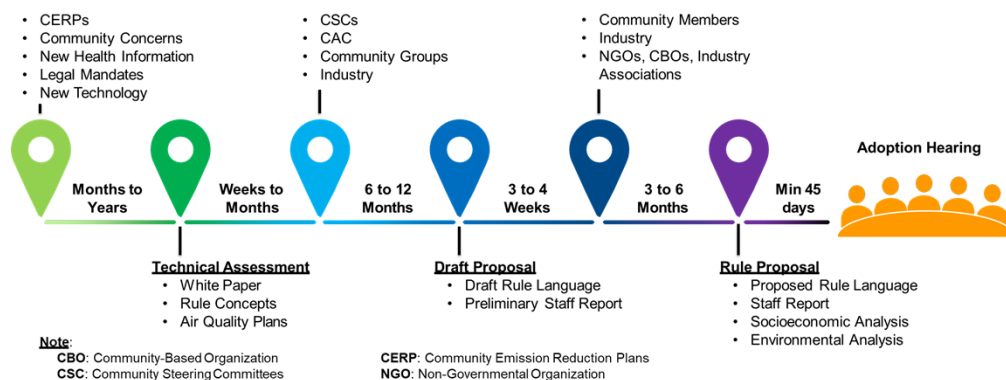 • CERPs
• Community Concerns
• New Health Information
• Legal Mandates
• New Technology
• CSCs
• CAC
• Community Groups
• Industry
• Community Members
• Industry
• NGOs, CBOs, Industry
Associations
Months to
Years
Weeks to
Months
6 to 12
Months
3 to 4
Weeks
3 to 6
Months
Min 45
days
Adoption Hearing
Technical Assessment
• White Paper
• Rule Concepts
• Air Quality Plans
Draft Proposal
• Draft Rule Language
• Preliminary Staff Report
Rule Proposal
• Proposed Rule Language
• Staff Report
• Socioeconomic Analysis
• Environmental Analysis
Note:
CBO: Community-Based Organization
CSC: Community Steering Committees
CERP: Community Emission Reduction Plans
NGO: Non-Governmental Organization